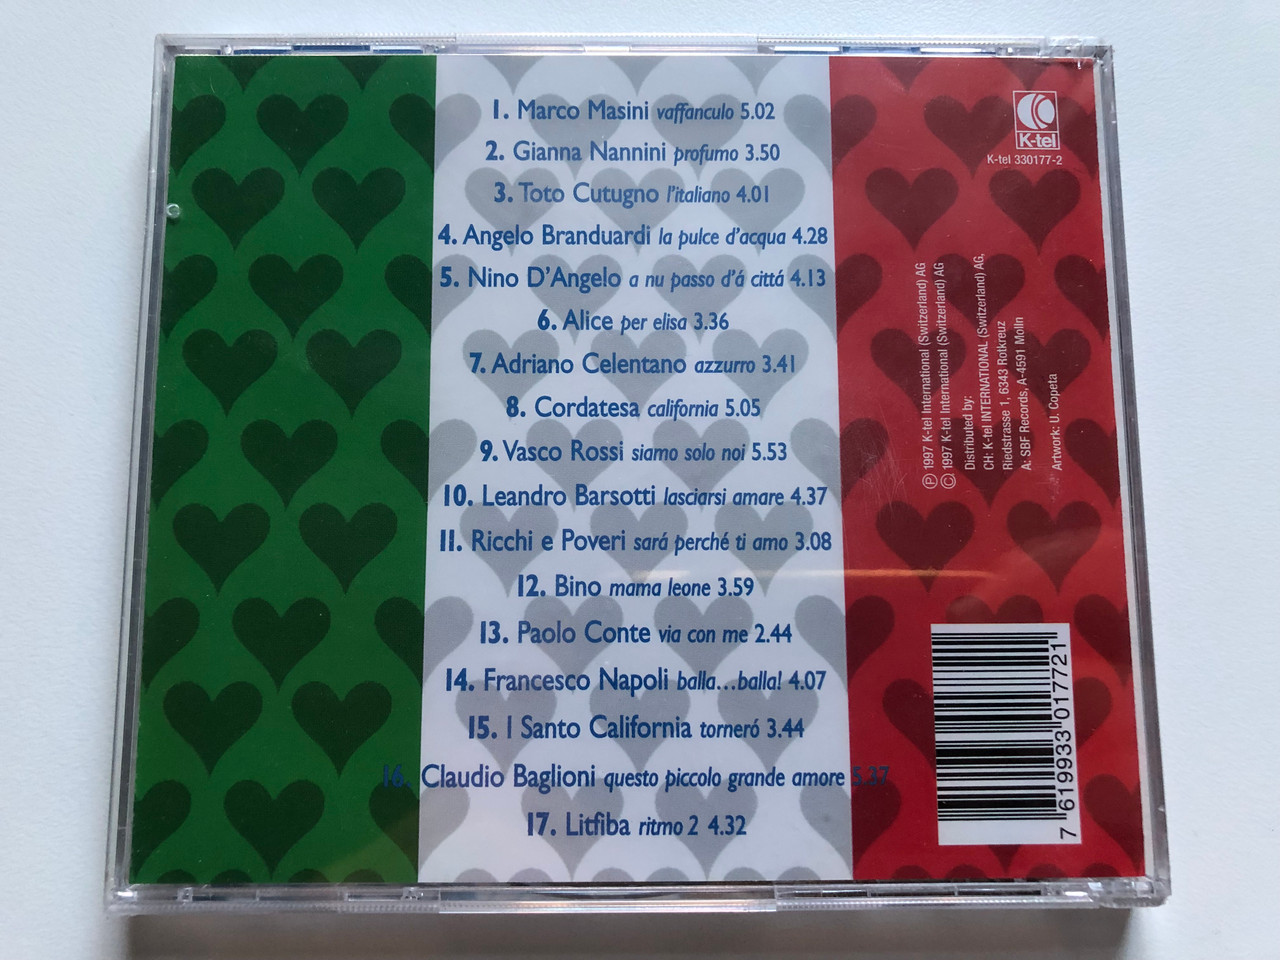 1. Marco Masini vaffanculo 5.02
2. Gianna Nannini profumo 3.50
3. Toto Cutugno l'italiano 4.01
4. Angelo Branduardi la pulce d'acqua 4.28
5. Nino D'Angelo a nu passo d'á cittá 4.13
6. Alice per elisa 3.36
7. Adriano Celentano azzurro 3.41
8. Cordatesa california 5.05
9. Vasco Rossi siamo solo noi 5.53
10. Leandro Barsotti lasciarsi amare 4.37
11. Ricchi e Poveri sará perché ti amo 3.08
12. Bino mama leone 3.59
13. Paolo Conte via con me 2.44
14. Francesco Napoli balla...balla! 4.07
15. I Santo California torneró 3.44
16. Claudio Baglioni questo piccolo grande amore 5.37
17. Litfiba ritmo 2 4.32
K-tel
K-tel 330177-2
℗ 1997 K-tel International (Switzerland) AG
© 1997 K-tel International (Switzerland) AG
Distributed by:
CH: K-tel INTERNATIONAL (Switzerland) AG,
Riedstrasse 1, 6343 Rotkreuz
A: SBF Records, A-4591 Molln
Artwork: U. Copeta
7 619933 017721